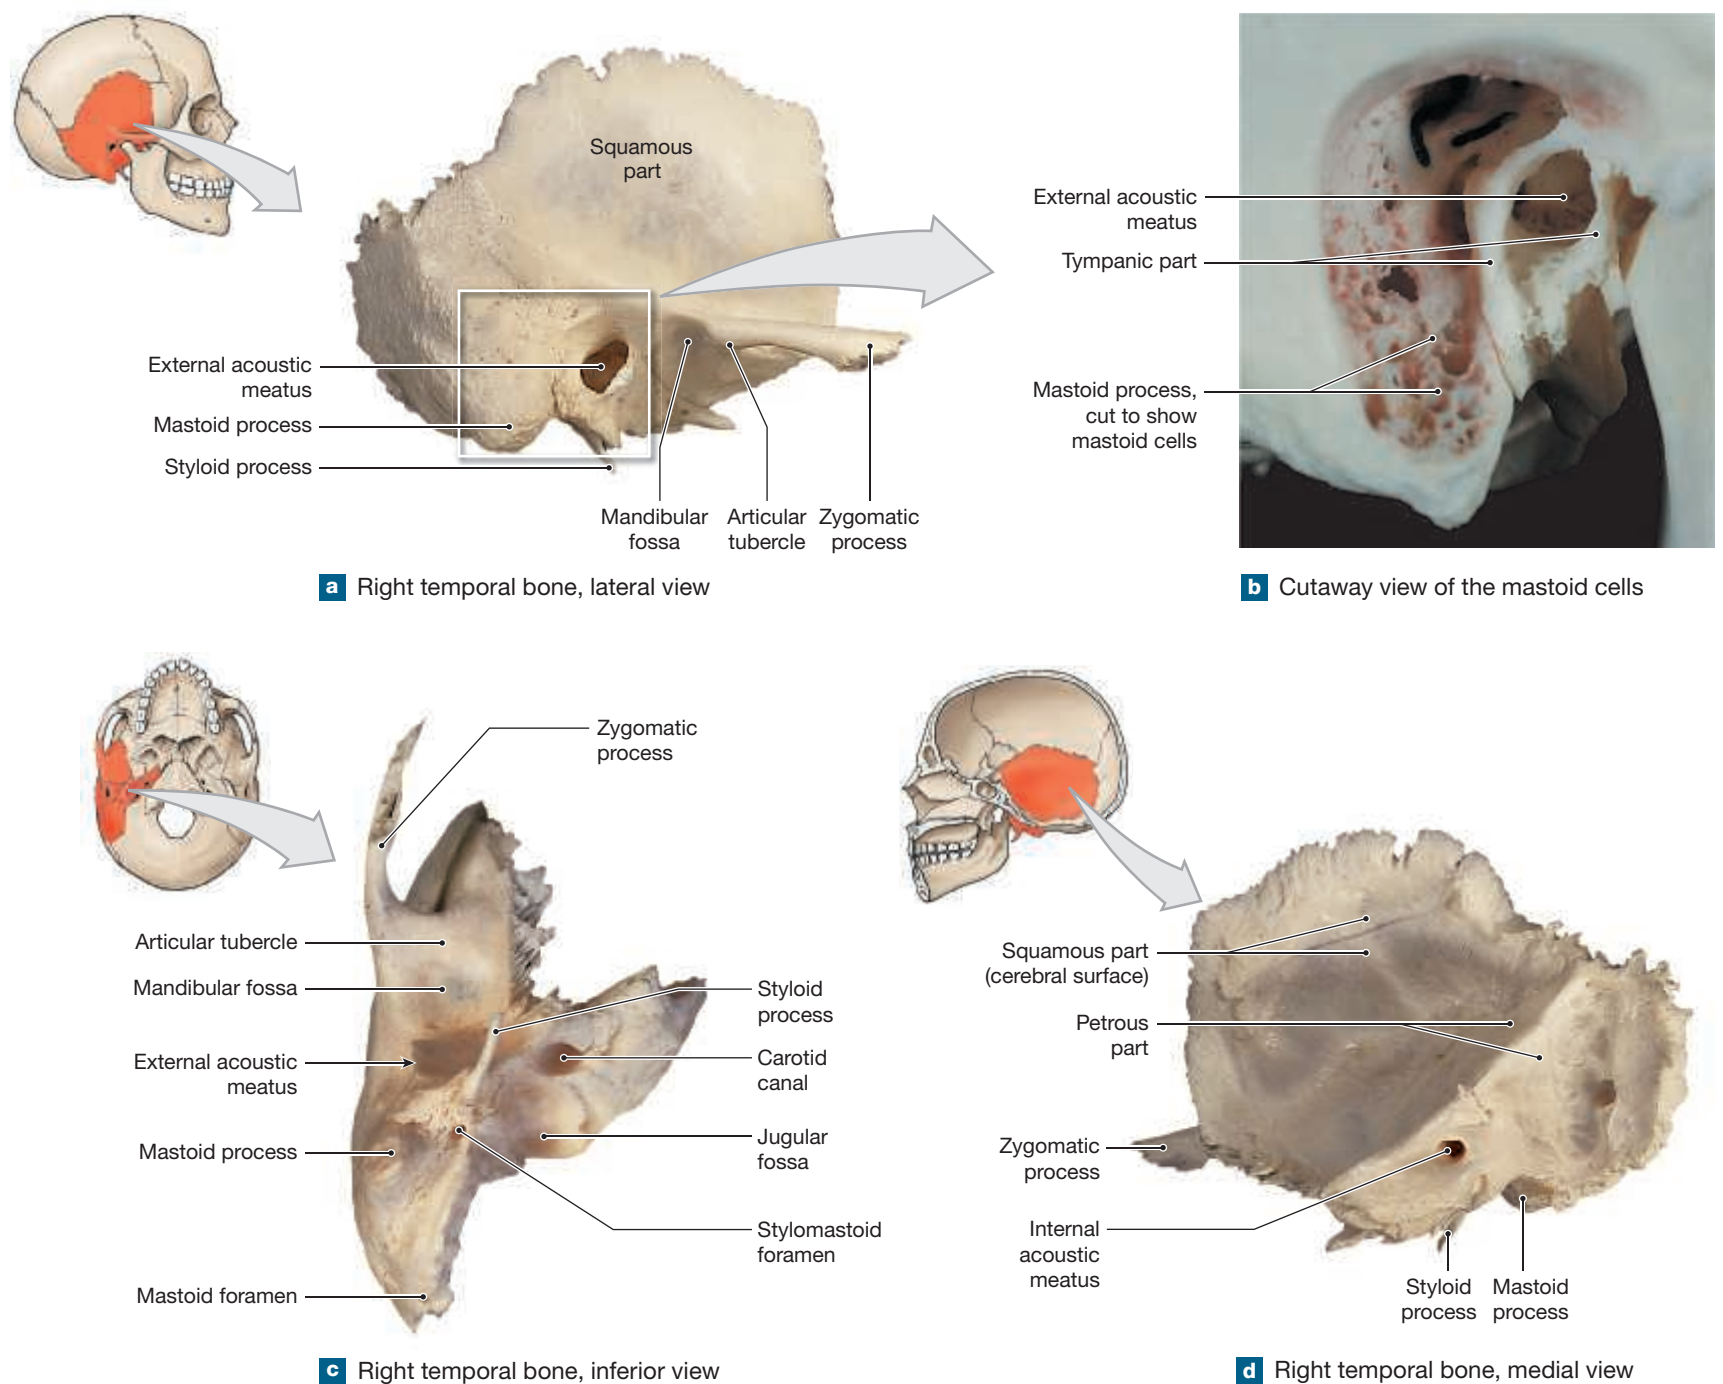 Squamous
part
External acoustic
meatus
Mastoid process
Styloid process
Mandibular
fossa
Articular
tubercle
Zygomatic
process
a Right temporal bone, lateral view
External acoustic
meatus
Tympanic part
Mastoid process,
cut to show
mastoid cells
b Cutaway view of the mastoid cells
Zygomatic
process
Articular tubercle
Mandibular fossa
External acoustic
meatus
Mastoid process
Mastoid foramen
Styloid
process
Carotid
canal
Jugular
fossa
Stylomastoid
foramen
c Right temporal bone, inferior view
Squamous part
(cerebral surface)
Petrous
part
Zygomatic
process
Internal
acoustic
meatus
Styloid
process
Mastoid
process
d Right temporal bone, medial view